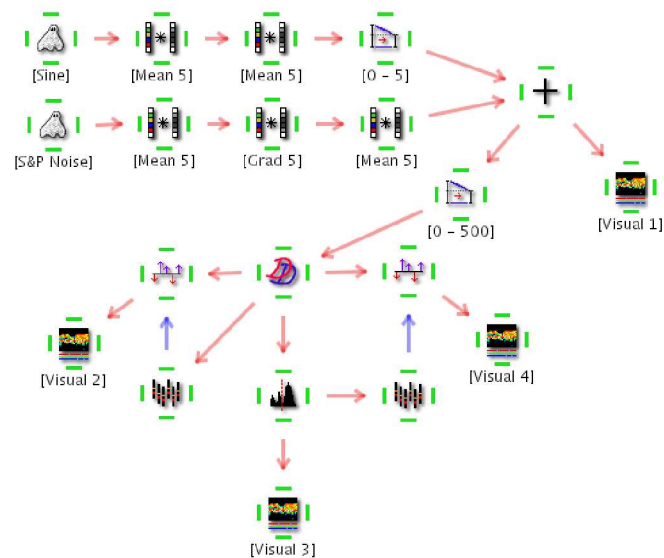 [Sine] [Mean 5] [Mean 5] [0 - 5]
[S&P Noise] [Mean 5] [Grad 5] [Mean 5]
[Visual 1]
[0 - 500]
[Visual 2]
[Visual 4]
[Visual 3]